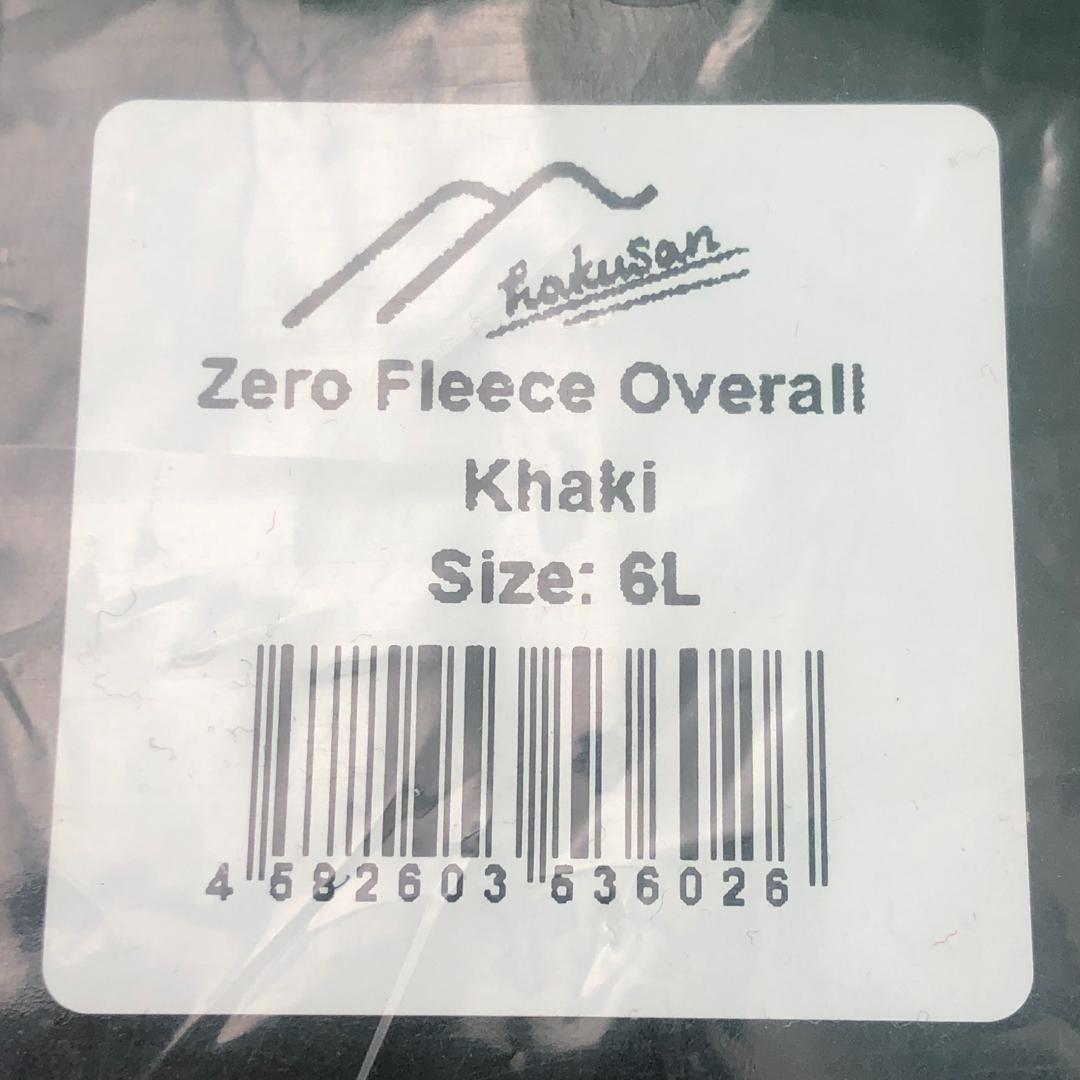 hakusan
Zero Fleece Overall
Khaki
Size: 6L
4 582603 536026